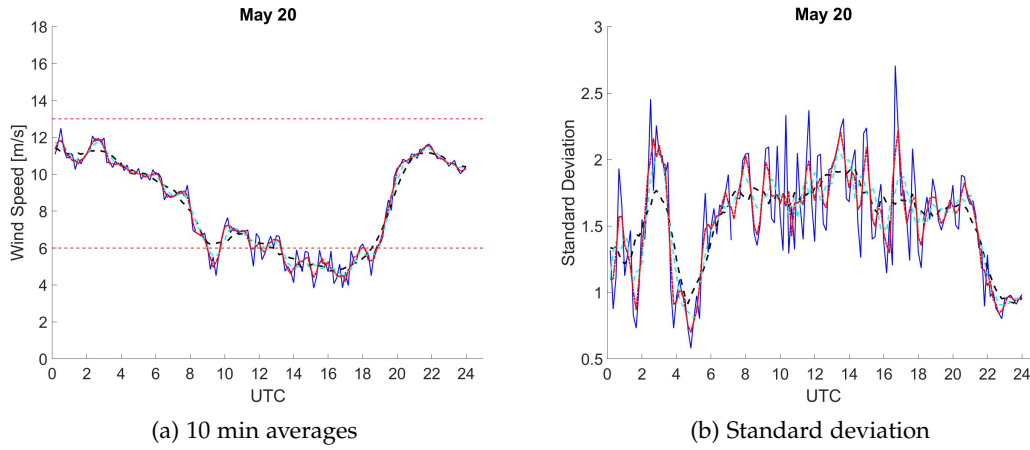 May 20
18
16
14
12
10
8
6
4
2
0
Wind Speed [m/s]
0 2 4 6 8 10 12 14 16 18 20 22 24
UTC
(a) 10 min averages
May 20
3
2.5
2
1.5
1
0.5
Standard Deviation
0 2 4 6 8 10 12 14 16 18 20 22 24
UTC
(b) Standard deviation